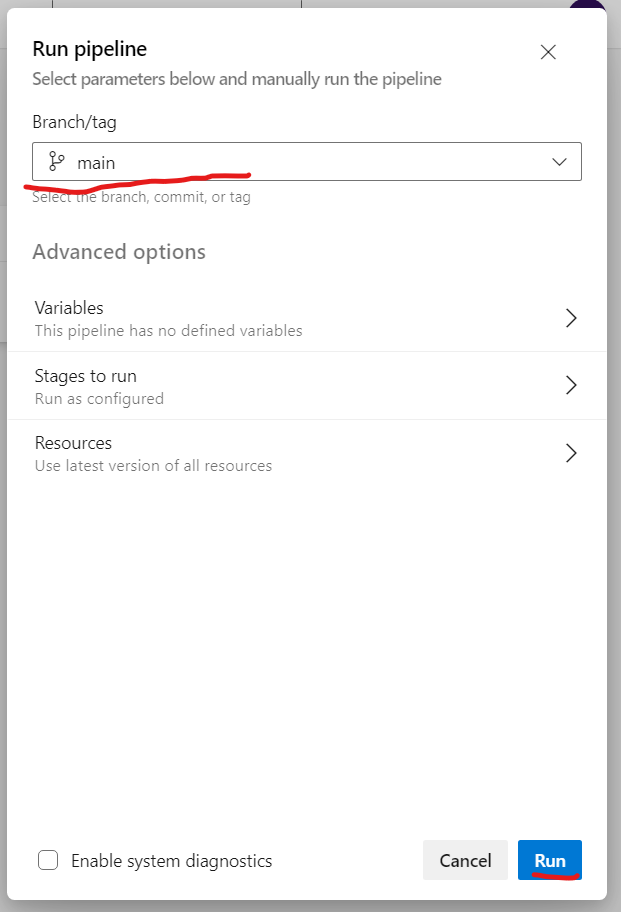 Run pipeline
Select parameters below and manually run the pipeline
Branch/tag
main
Select the branch, commit, or tag
Advanced options
Variables
This pipeline has no defined variables
Stages to run
Run as configured
Resources
Use latest version of all resources
Enable system diagnostics
Cancel
Run